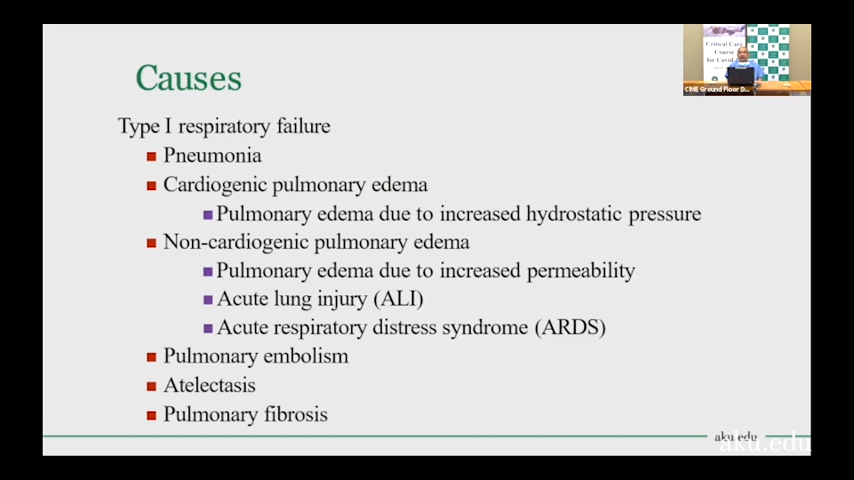 Causes
Critical Care
Course
for Covid
CME Ground Floor D...
Type I respiratory failure
Pneumonia
Cardiogenic pulmonary edema
Pulmonary edema due to increased hydrostatic pressure
Non-cardiogenic pulmonary edema
Pulmonary edema due to increased permeability
Acute lung injury (ALI)
Acute respiratory distress syndrome (ARDS)
Pulmonary embolism
Atelectasis
Pulmonary fibrosis
aku.edu
aku.edu